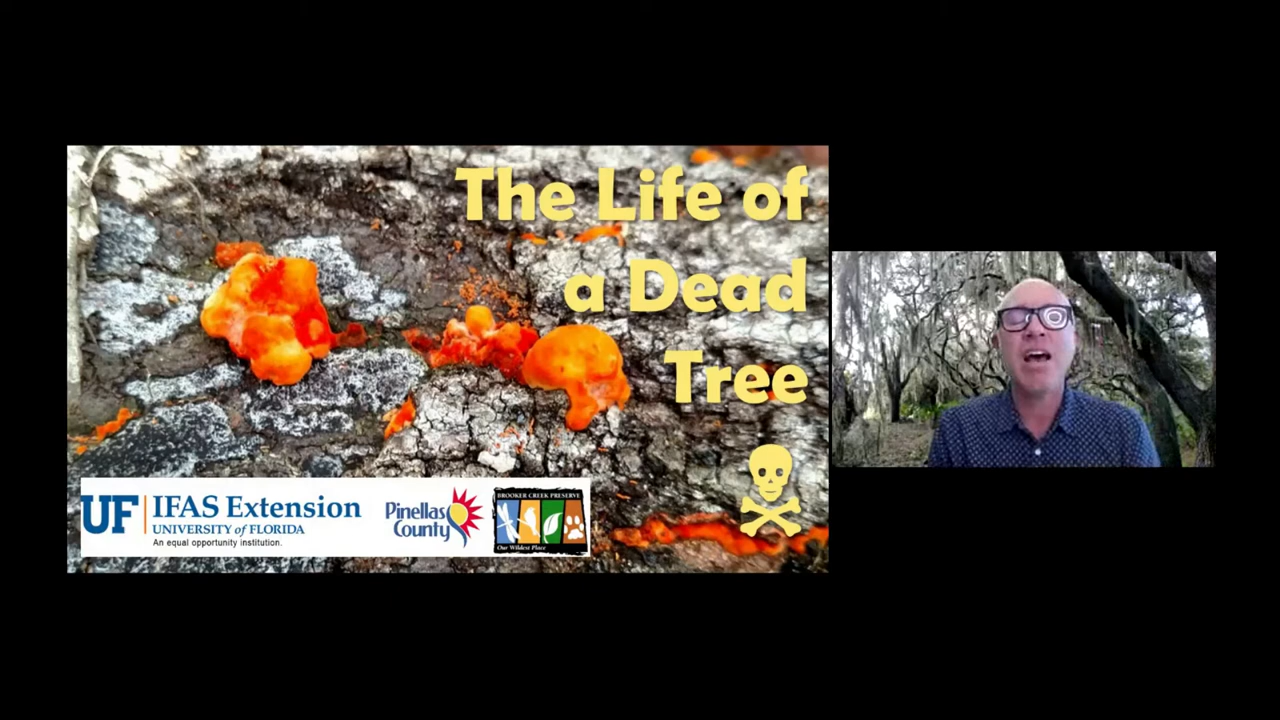 The Life of
a Dead
Tree
UF IFAS Extension
UNIVERSITY of FLORIDA
An equal opportunity institution.
Pinellas
County
BROOKER CREEK PRESERVE
Our Wildest Place